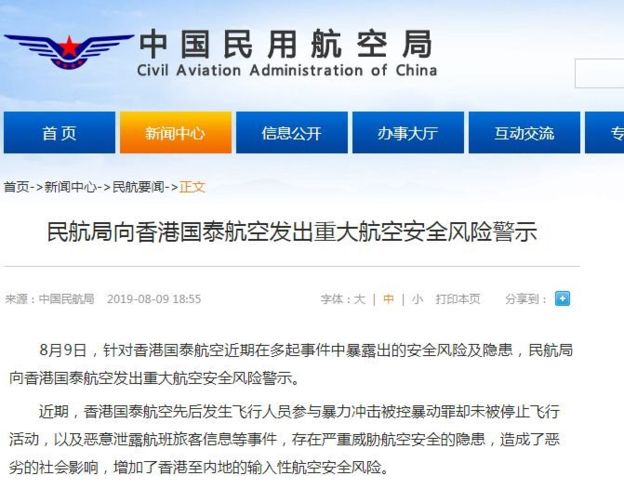 中国民用航空局
Civil Aviation Administration of China
首页 新闻中心 信息公开 办事大厅 互动交流 专
首页->新闻中心->民航要闻->正文
民航局向香港国泰航空发出重大航空安全风险警示
来源：中国民航局 2019-08-09 18:55 字体：大 | 中 | 小 打印本页 分享到：
8月9日，针对香港国泰航空近期在多起事件中暴露出的安全风险及隐患，民航局
向香港国泰航空发出重大航空安全风险警示。
近期，香港国泰航空先后发生飞行人员参与暴力冲击被控暴动罪却未被停止飞行
活动，以及恶意泄露航班旅客信息等事件，存在严重威胁航空安全的隐患，造成了恶
劣的社会影响，增加了香港至内地的输入性航空安全风险。